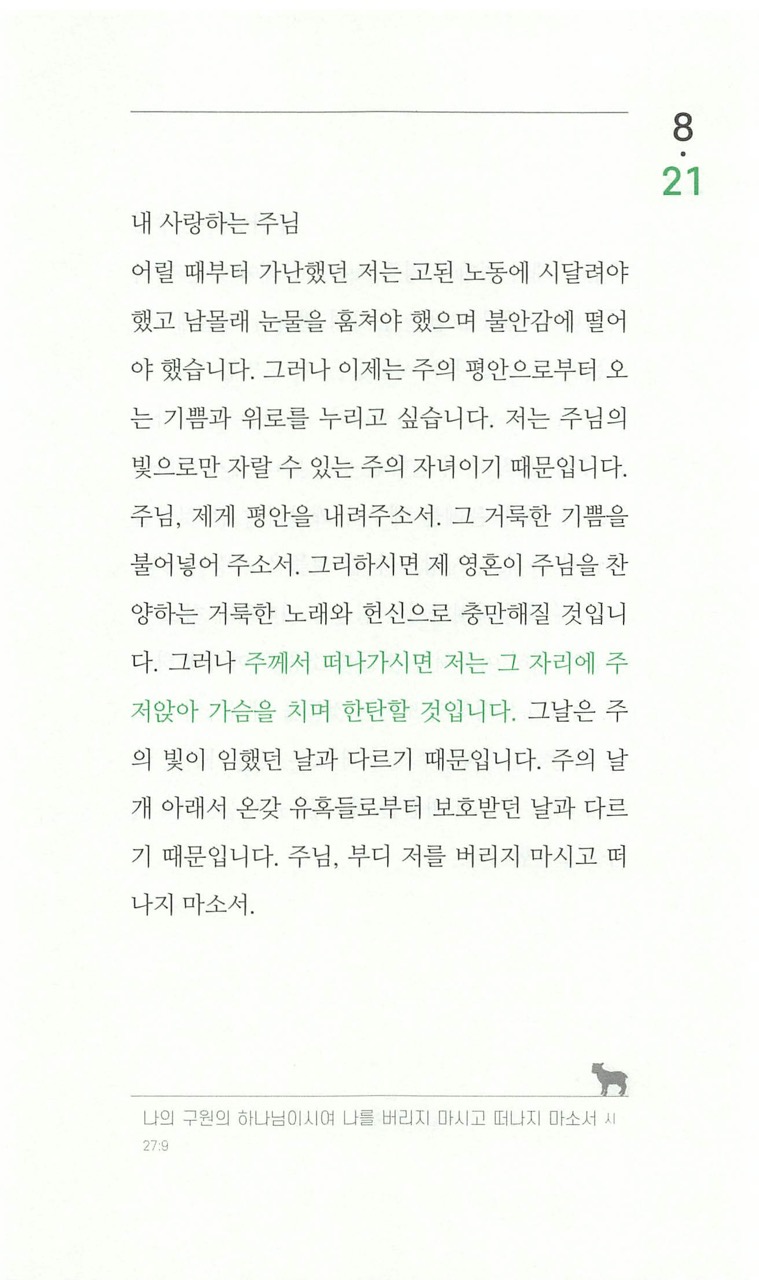 8
·
21
내 사랑하는 주님
어릴 때부터 가난했던 저는 고된 노동에 시달려야
했고 남몰래 눈물을 훔쳐야 했으며 불안감에 떨어
야 했습니다. 그러나 이제는 주의 평안으로부터 오
는 기쁨과 위로를 누리고 싶습니다. 저는 주님의
빛으로만 자랄 수 있는 주의 자녀이기 때문입니다.
주님, 제게 평안을 내려주소서. 그 거룩한 기쁨을
불어넣어 주소서. 그리하시면 제 영혼이 주님을 찬
양하는 거룩한 노래와 헌신으로 충만해질 것입니
다. 그러나 주께서 떠나가시면 저는 그 자리에 주
저앉아 가슴을 치며 한탄할 것입니다. 그날은 주
의 빛이 임했던 날과 다르기 때문입니다. 주의 날
개 아래서 온갖 유혹들로부터 보호받던 날과 다르
기 때문입니다. 주님, 부디 저를 버리지 마시고 떠
나지 마소서.
나의 구원의 하나님이시여 나를 버리지 마시고 떠나지 마소서 시
27:9